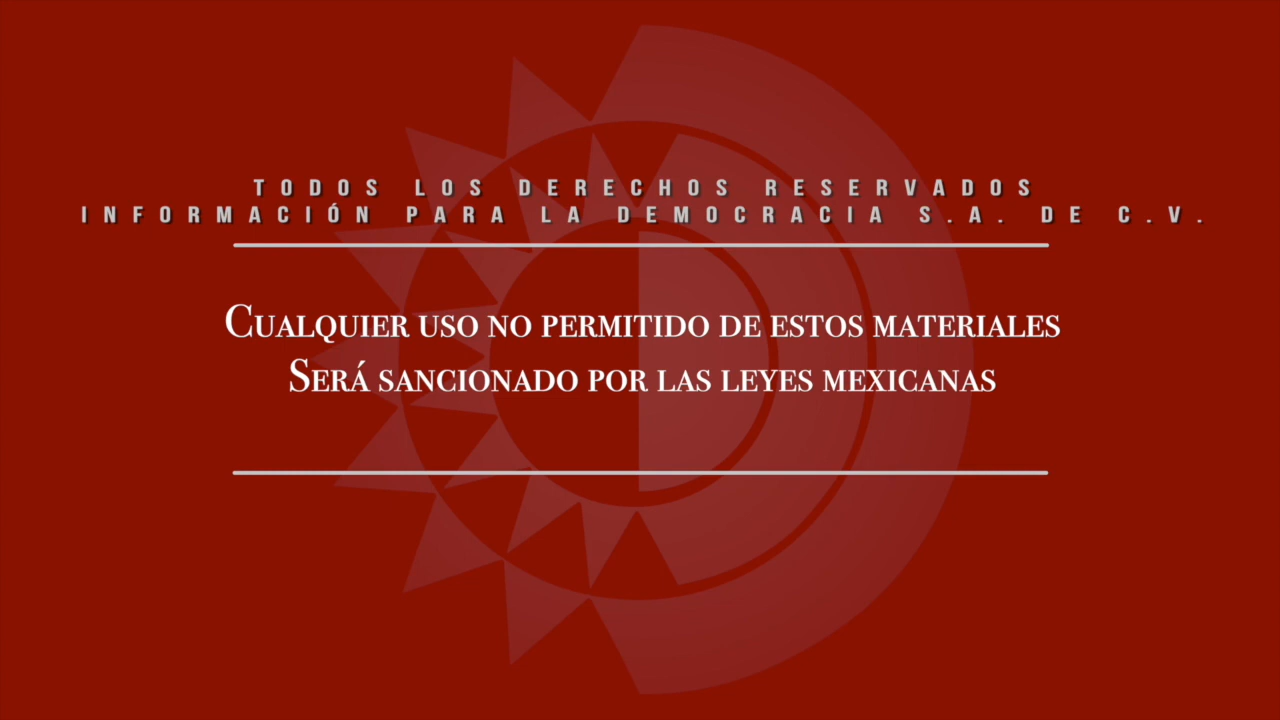 TODOS LOS DERECHOS RESERVADOS
INFORMACIÓN PARA LA DEMOCRACIA S.A. DE C.V.
Cualquier uso no permitido de estos materiales
Será sancionado por las leyes mexicanas